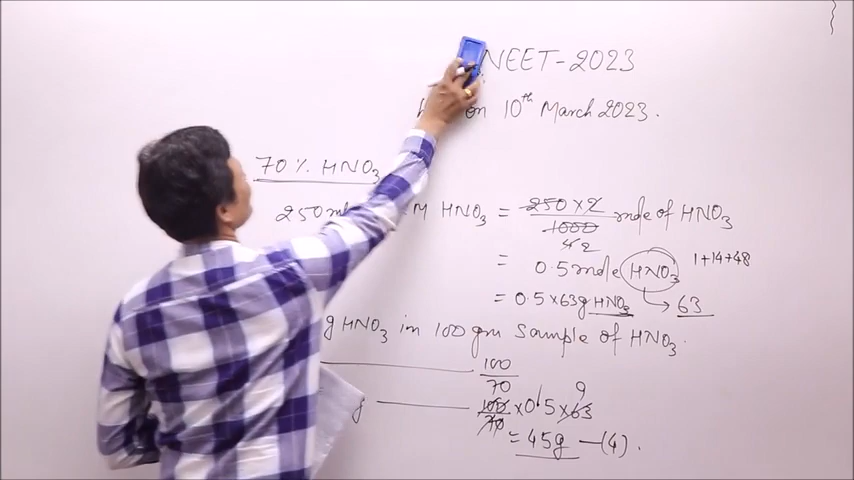 NEET-2023
on 10th March 2023.
70 % HNO3
250 M HNO3 = 250 × 2 / 1000 mole of HNO3
= 0.5 mole HNO3 1+14+48
= 0.5 × 63g HNO3 → 63
g HNO3 in 100 gm Sample of HNO3.
100 / 70
100 / 70 × 0.5 × 63 9
= 45g — (4) .